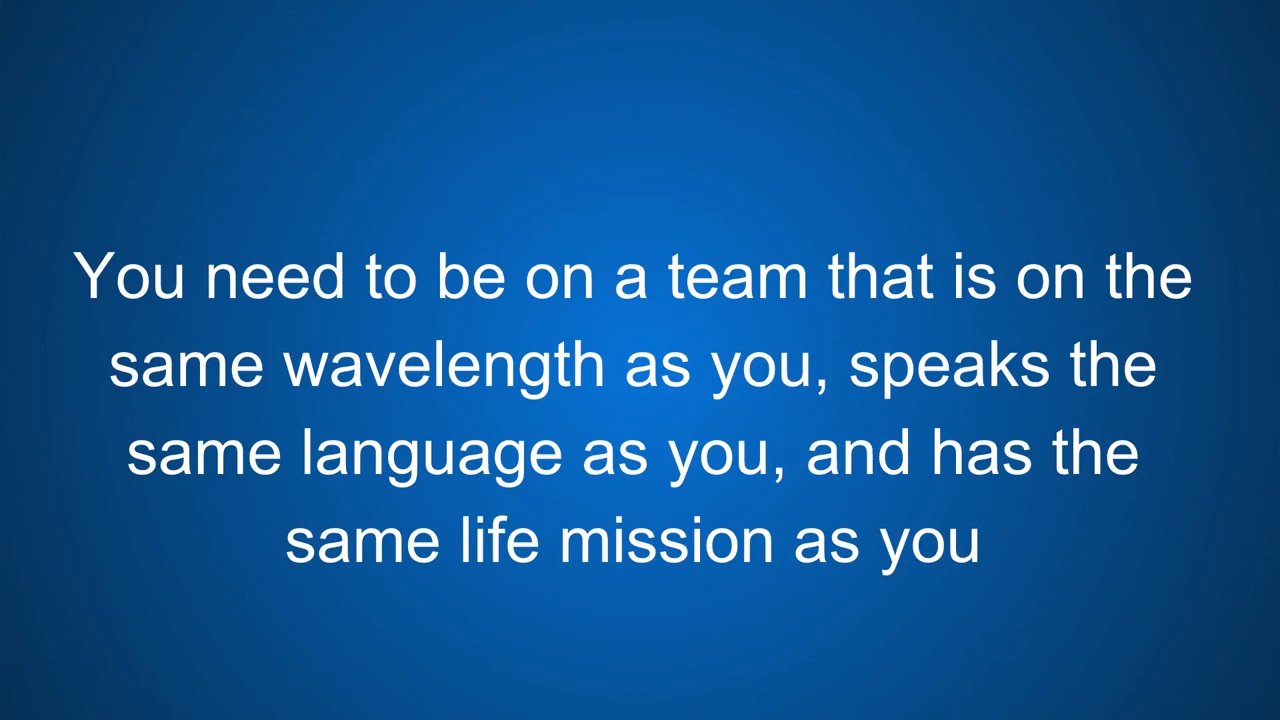 You need to be on a team that is on the
same wavelength as you, speaks the
same language as you, and has the
same life mission as you